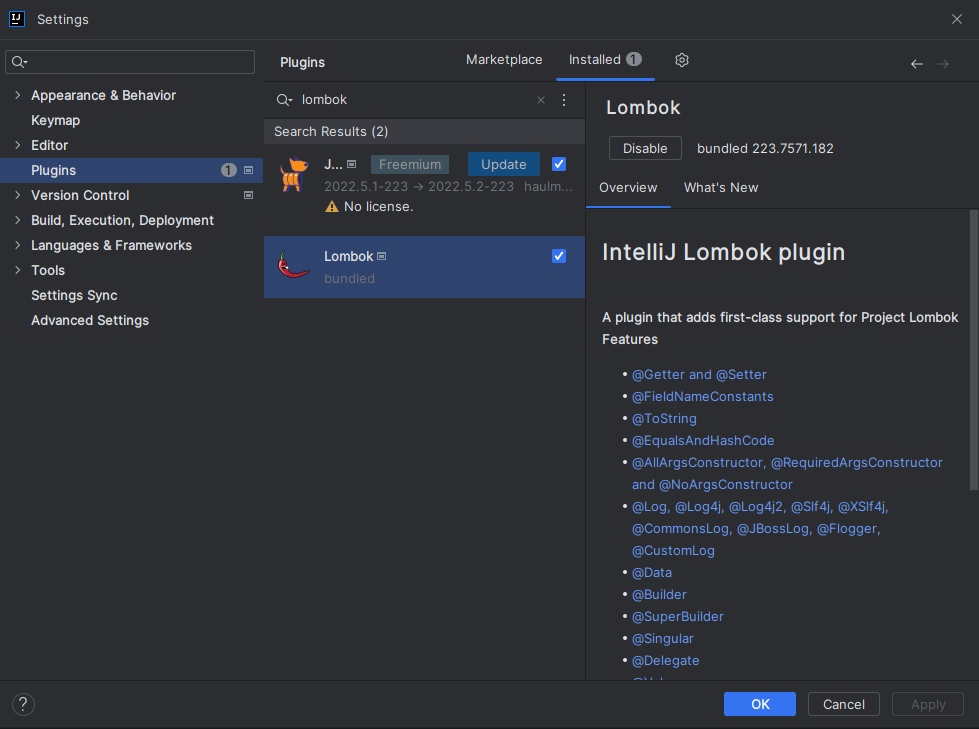 IJ
Settings
Appearance & Behavior
Keymap
Editor
Plugins 1
Version Control
Build, Execution, Deployment
Languages & Frameworks
Tools
Settings Sync
Advanced Settings
Plugins
Marketplace
Installed 1
lombok
Search Results (2)
J... Freemium Update
2022.5.1-223 → 2022.5.2-223 haulm...
No license.
Lombok
bundled
Lombok
Disable bundled 223.7571.182
Overview What's New
IntelliJ Lombok plugin
A plugin that adds first-class support for Project Lombok
Features
• @Getter and @Setter
• @FieldNameConstants
• @ToString
• @EqualsAndHashCode
• @AllArgsConstructor, @RequiredArgsConstructor
and @NoArgsConstructor
• @Log, @Log4j, @Log4j2, @Slf4j, @XSlf4j,
@CommonsLog, @JBossLog, @Flogger,
@CustomLog
• @Data
• @Builder
• @SuperBuilder
• @Singular
• @Delegate
?
OK Cancel Apply